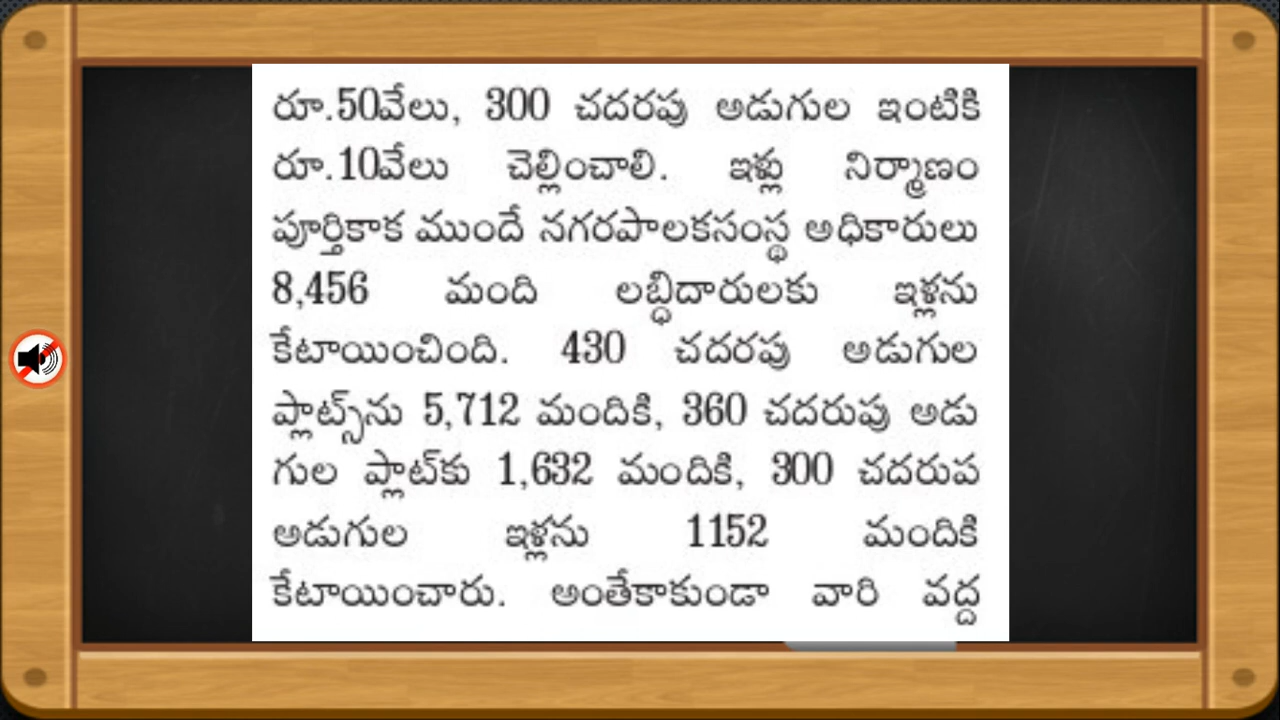 రూ.50వేలు, 300 చదరపు అడుగుల ఇంటికి
రూ.10వేలు చెల్లించాలి. ఇళ్లు నిర్మాణం
పూర్తికాక ముందే నగరపాలకసంస్థ అధికారులు
8,456 మంది లబ్ధిదారులకు ఇళ్లను
కేటాయించింది. 430 చదరపు అడుగుల
ప్లాట్స్‌ను 5,712 మందికి, 360 చదరుపు అడు
గుల ప్లాట్‌కు 1,632 మందికి, 300 చదరుప
అడుగుల ఇళ్లను 1152 మందికి
కేటాయించారు. అంతేకాకుండా వారి వద్ద